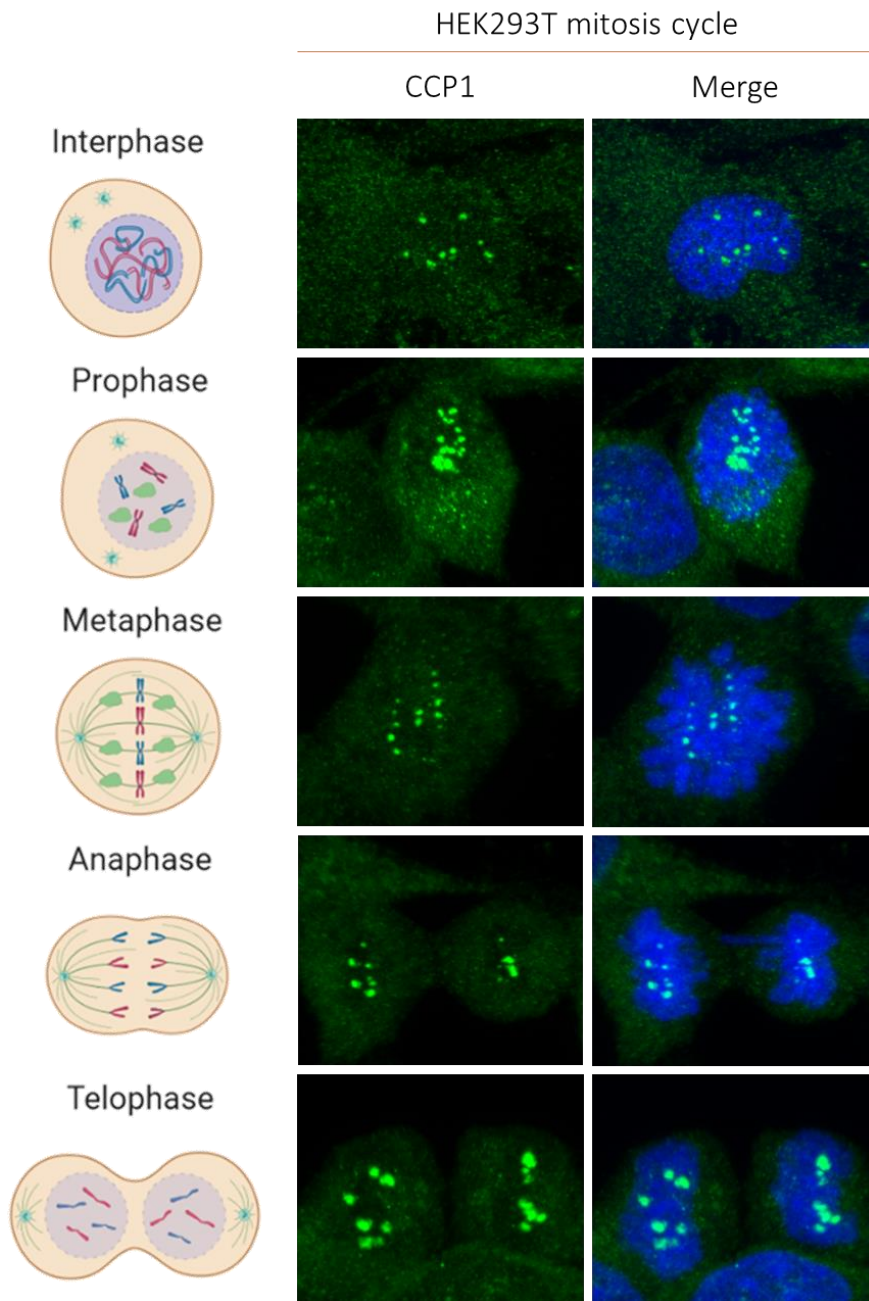 HEK293T mitosis cycle
CCP1 Merge
Interphase
Prophase
Metaphase
Anaphase
Telophase